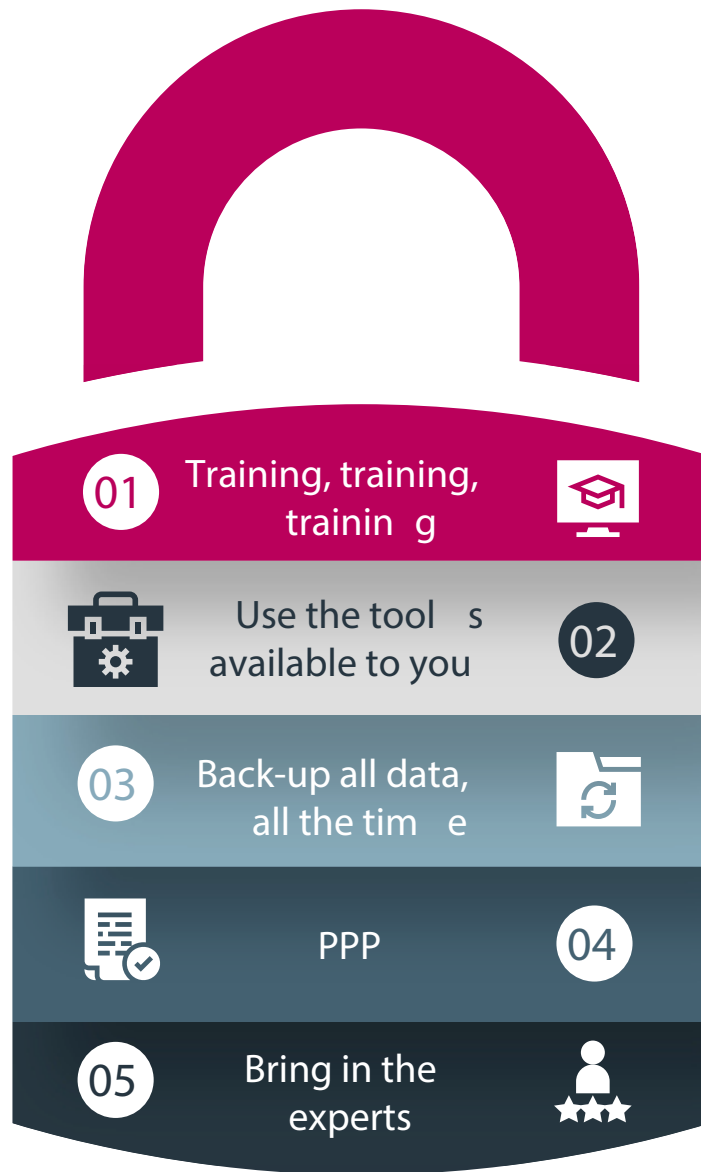 01 Training, training,
trainin g
Use the tool s
available to you 02
03 Back-up all data,
all the tim e
PPP 04
05 Bring in the
experts